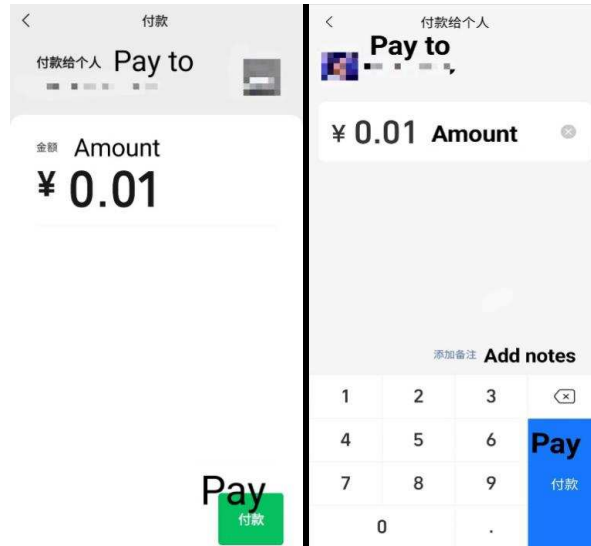 付款
付款给个人 Pay to
金额 Amount
¥ 0.01
Pay
付款
付款给个人
Pay to
¥ 0.01 Amount
添加备注 Add notes
1 2 3
4 5 6 Pay
7 8 9 付款
0 .